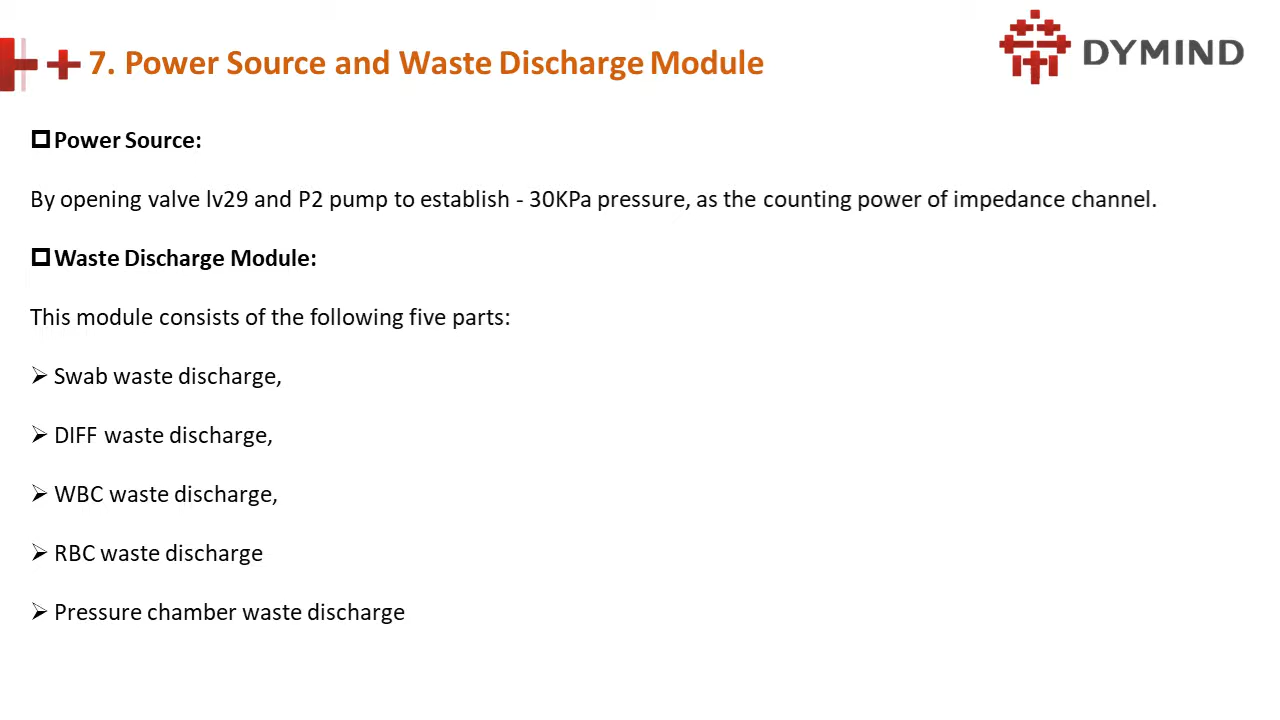 7. Power Source and Waste Discharge Module
DYMIND
Power Source:
By opening valve lv29 and P2 pump to establish - 30KPa pressure, as the counting power of impedance channel.
Waste Discharge Module:
This module consists of the following five parts:
Swab waste discharge,
DIFF waste discharge,
WBC waste discharge,
RBC waste discharge
Pressure chamber waste discharge